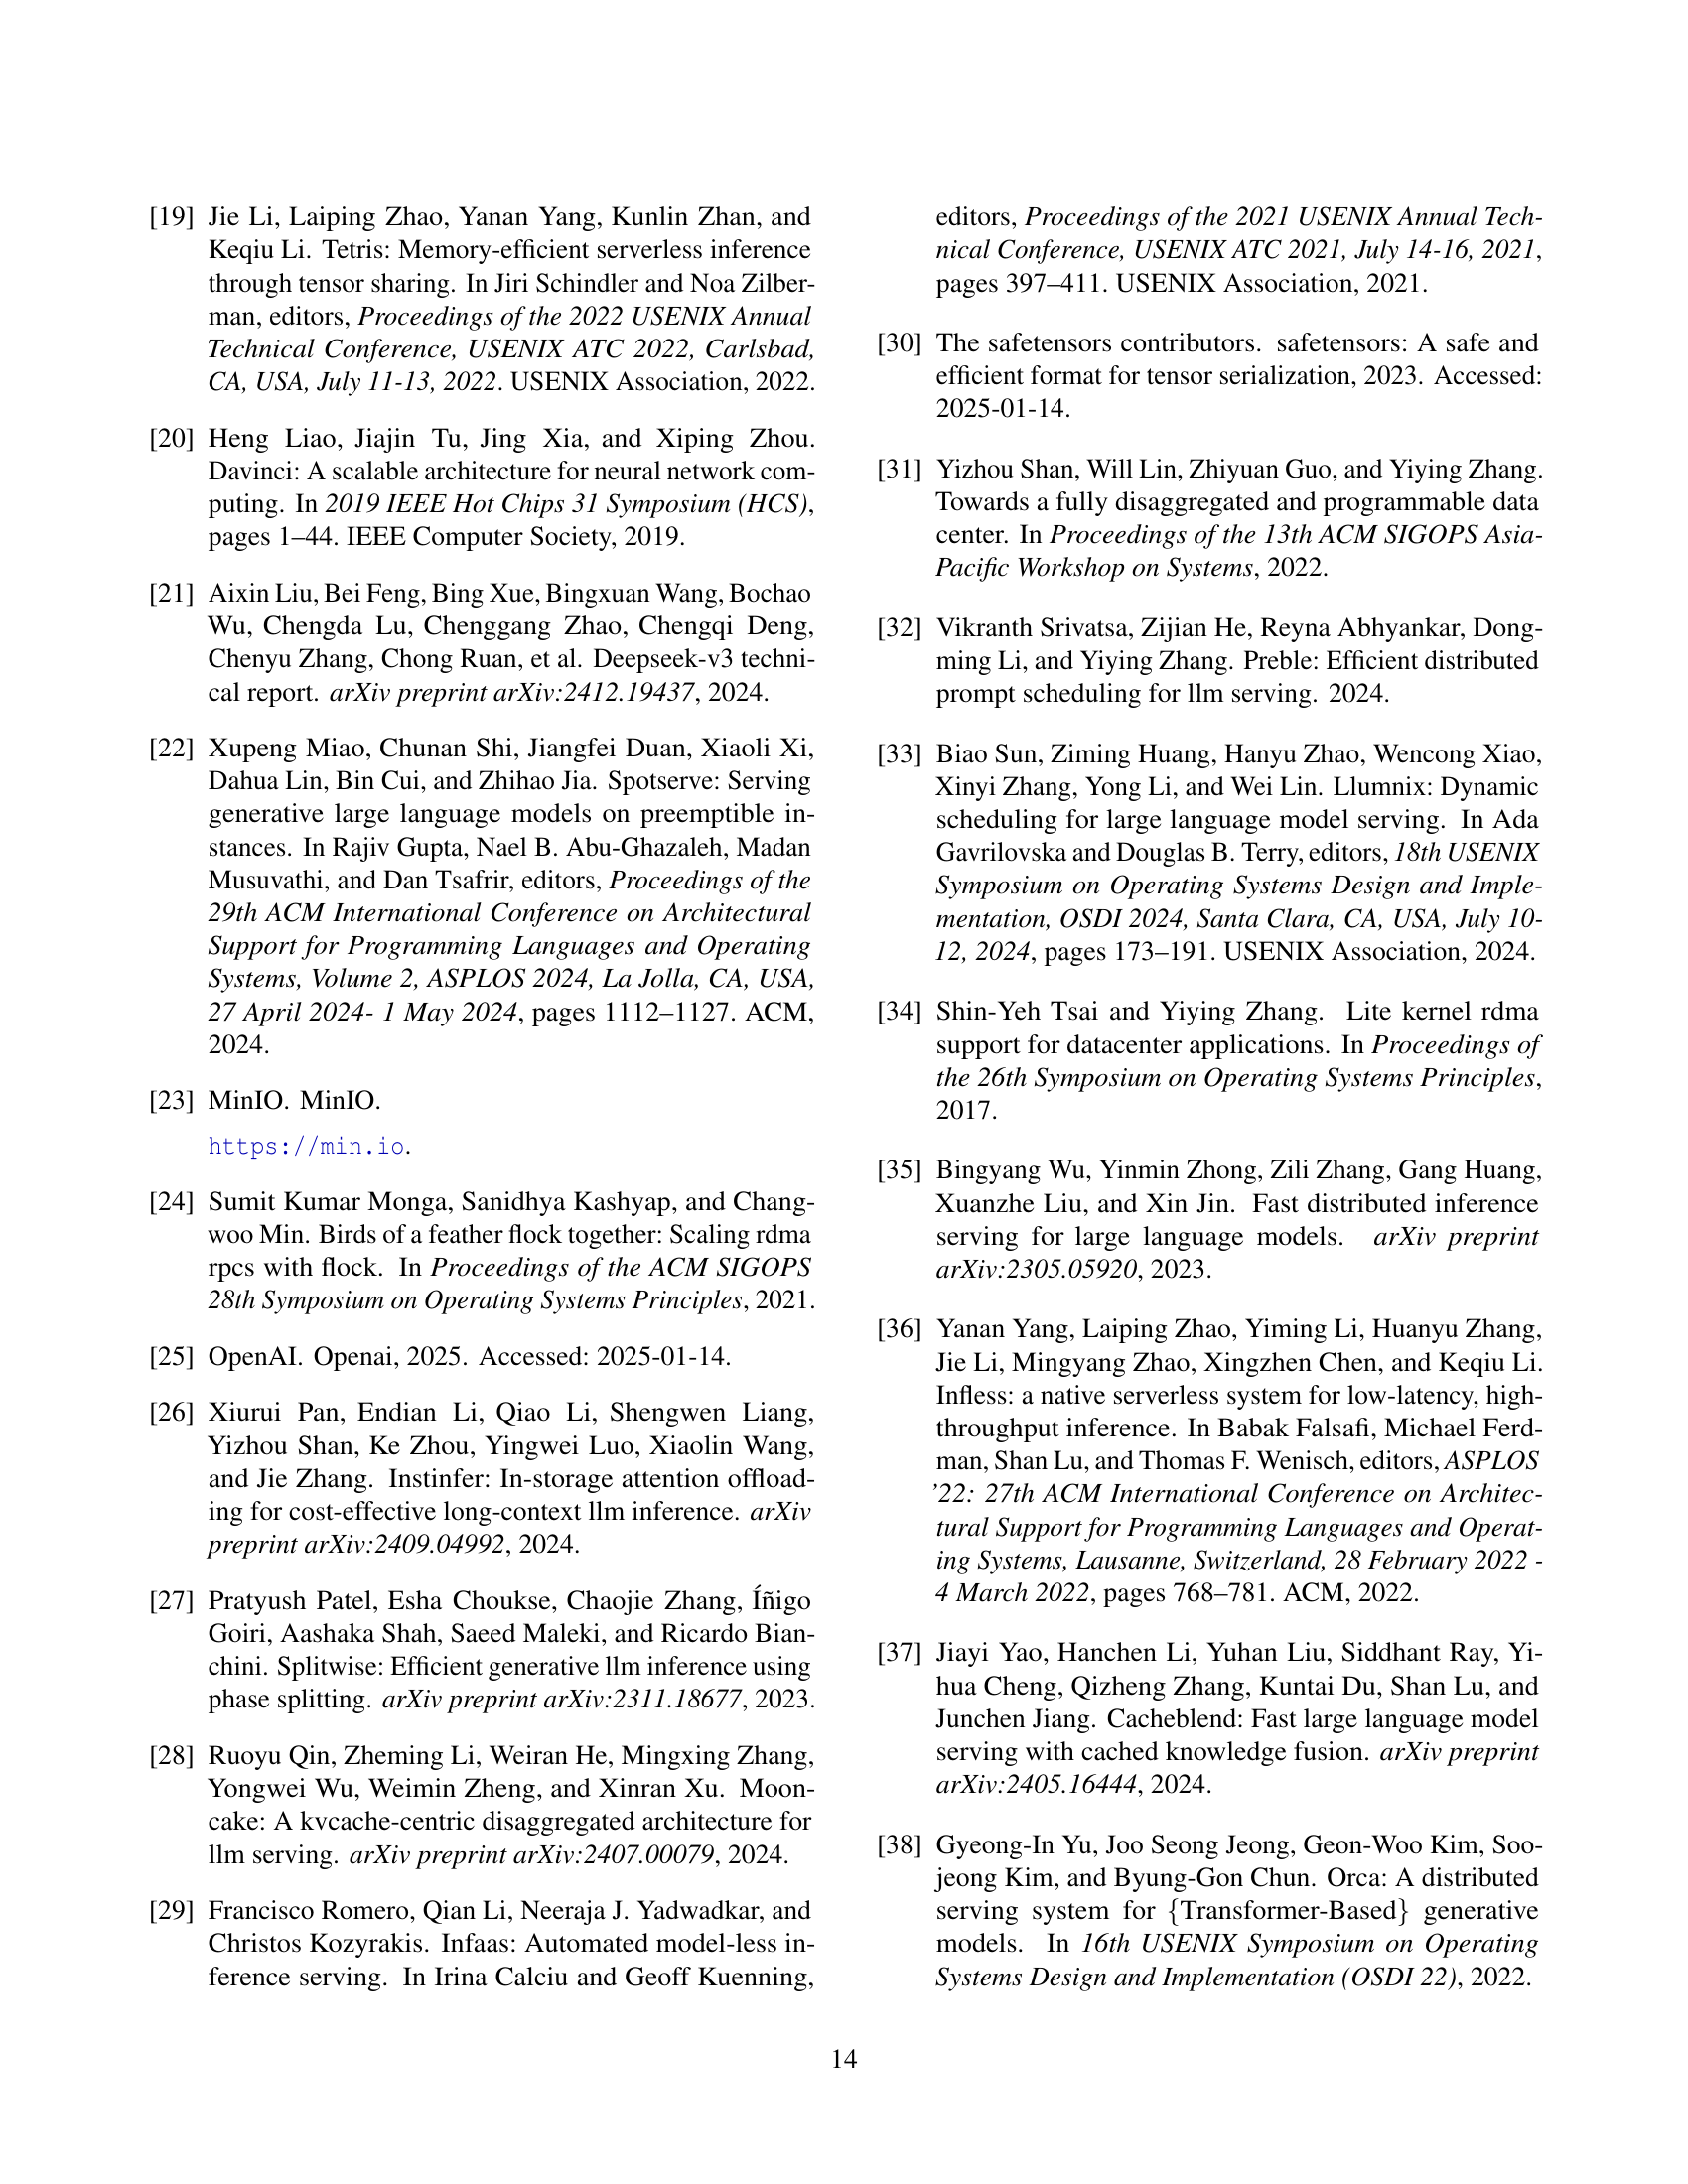 [19] Jie Li, Laiping Zhao, Yanan Yang, Kunlin Zhan, and
Keqiu Li. Tetris: Memory-efficient serverless inference
through tensor sharing. In Jiri Schindler and Noa Zilber-
man, editors, Proceedings of the 2022 USENIX Annual
Technical Conference, USENIX ATC 2022, Carlsbad,
CA, USA, July 11-13, 2022. USENIX Association, 2022.
[20] Heng Liao, Jiajin Tu, Jing Xia, and Xiping Zhou.
Davinci: A scalable architecture for neural network com-
puting. In 2019 IEEE Hot Chips 31 Symposium (HCS),
pages 1–44. IEEE Computer Society, 2019.
[21] Aixin Liu, Bei Feng, Bing Xue, Bingxuan Wang, Bochao
Wu, Chengda Lu, Chenggang Zhao, Chengqi Deng,
Chenyu Zhang, Chong Ruan, et al. Deepseek-v3 techni-
cal report. arXiv preprint arXiv:2412.19437, 2024.
[22] Xupeng Miao, Chunan Shi, Jiangfei Duan, Xiaoli Xi,
Dahua Lin, Bin Cui, and Zhihao Jia. Spotserve: Serving
generative large language models on preemptible in-
stances. In Rajiv Gupta, Nael B. Abu-Ghazaleh, Madan
Musuvathi, and Dan Tsafrir, editors, Proceedings of the
29th ACM International Conference on Architectural
Support for Programming Languages and Operating
Systems, Volume 2, ASPLOS 2024, La Jolla, CA, USA,
27 April 2024- 1 May 2024, pages 1112–1127. ACM,
2024.
[23] MinIO. MinIO.
https://min.io.
[24] Sumit Kumar Monga, Sanidhya Kashyap, and Chang-
woo Min. Birds of a feather flock together: Scaling rdma
rpcs with flock. In Proceedings of the ACM SIGOPS
28th Symposium on Operating Systems Principles, 2021.
[25] OpenAI. Openai, 2025. Accessed: 2025-01-14.
[26] Xiurui Pan, Endian Li, Qiao Li, Shengwen Liang,
Yizhou Shan, Ke Zhou, Yingwei Luo, Xiaolin Wang,
and Jie Zhang. Instinfer: In-storage attention offload-
ing for cost-effective long-context llm inference. arXiv
preprint arXiv:2409.04992, 2024.
[27] Pratyush Patel, Esha Choukse, Chaojie Zhang, Íñigo
Goiri, Aashaka Shah, Saeed Maleki, and Ricardo Bian-
chini. Splitwise: Efficient generative llm inference using
phase splitting. arXiv preprint arXiv:2311.18677, 2023.
[28] Ruoyu Qin, Zheming Li, Weiran He, Mingxing Zhang,
Yongwei Wu, Weimin Zheng, and Xinran Xu. Moon-
cake: A kvcache-centric disaggregated architecture for
llm serving. arXiv preprint arXiv:2407.00079, 2024.
[29] Francisco Romero, Qian Li, Neeraja J. Yadwadkar, and
Christos Kozyrakis. Infaas: Automated model-less in-
ference serving. In Irina Calciu and Geoff Kuenning,
editors, Proceedings of the 2021 USENIX Annual Tech-
nical Conference, USENIX ATC 2021, July 14-16, 2021,
pages 397–411. USENIX Association, 2021.
[30] The safetensors contributors. safetensors: A safe and
efficient format for tensor serialization, 2023. Accessed:
2025-01-14.
[31] Yizhou Shan, Will Lin, Zhiyuan Guo, and Yiying Zhang.
Towards a fully disaggregated and programmable data
center. In Proceedings of the 13th ACM SIGOPS Asia-
Pacific Workshop on Systems, 2022.
[32] Vikranth Srivatsa, Zijian He, Reyna Abhyankar, Dong-
ming Li, and Yiying Zhang. Preble: Efficient distributed
prompt scheduling for llm serving. 2024.
[33] Biao Sun, Ziming Huang, Hanyu Zhao, Wencong Xiao,
Xinyi Zhang, Yong Li, and Wei Lin. Llumnix: Dynamic
scheduling for large language model serving. In Ada
Gavrilovska and Douglas B. Terry, editors, 18th USENIX
Symposium on Operating Systems Design and Imple-
mentation, OSDI 2024, Santa Clara, CA, USA, July 10-
12, 2024, pages 173–191. USENIX Association, 2024.
[34] Shin-Yeh Tsai and Yiying Zhang. Lite kernel rdma
support for datacenter applications. In Proceedings of
the 26th Symposium on Operating Systems Principles,
2017.
[35] Bingyang Wu, Yinmin Zhong, Zili Zhang, Gang Huang,
Xuanzhe Liu, and Xin Jin. Fast distributed inference
serving for large language models. arXiv preprint
arXiv:2305.05920, 2023.
[36] Yanan Yang, Laiping Zhao, Yiming Li, Huanyu Zhang,
Jie Li, Mingyang Zhao, Xingzhen Chen, and Keqiu Li.
Infless: a native serverless system for low-latency, high-
throughput inference. In Babak Falsafi, Michael Ferd-
man, Shan Lu, and Thomas F. Wenisch, editors, ASPLOS
’22: 27th ACM International Conference on Architec-
tural Support for Programming Languages and Operat-
ing Systems, Lausanne, Switzerland, 28 February 2022 -
4 March 2022, pages 768–781. ACM, 2022.
[37] Jiayi Yao, Hanchen Li, Yuhan Liu, Siddhant Ray, Yi-
hua Cheng, Qizheng Zhang, Kuntai Du, Shan Lu, and
Junchen Jiang. Cacheblend: Fast large language model
serving with cached knowledge fusion. arXiv preprint
arXiv:2405.16444, 2024.
[38] Gyeong-In Yu, Joo Seong Jeong, Geon-Woo Kim, Soo-
jeong Kim, and Byung-Gon Chun. Orca: A distributed
serving system for {Transformer-Based} generative
models. In 16th USENIX Symposium on Operating
Systems Design and Implementation (OSDI 22), 2022.
14